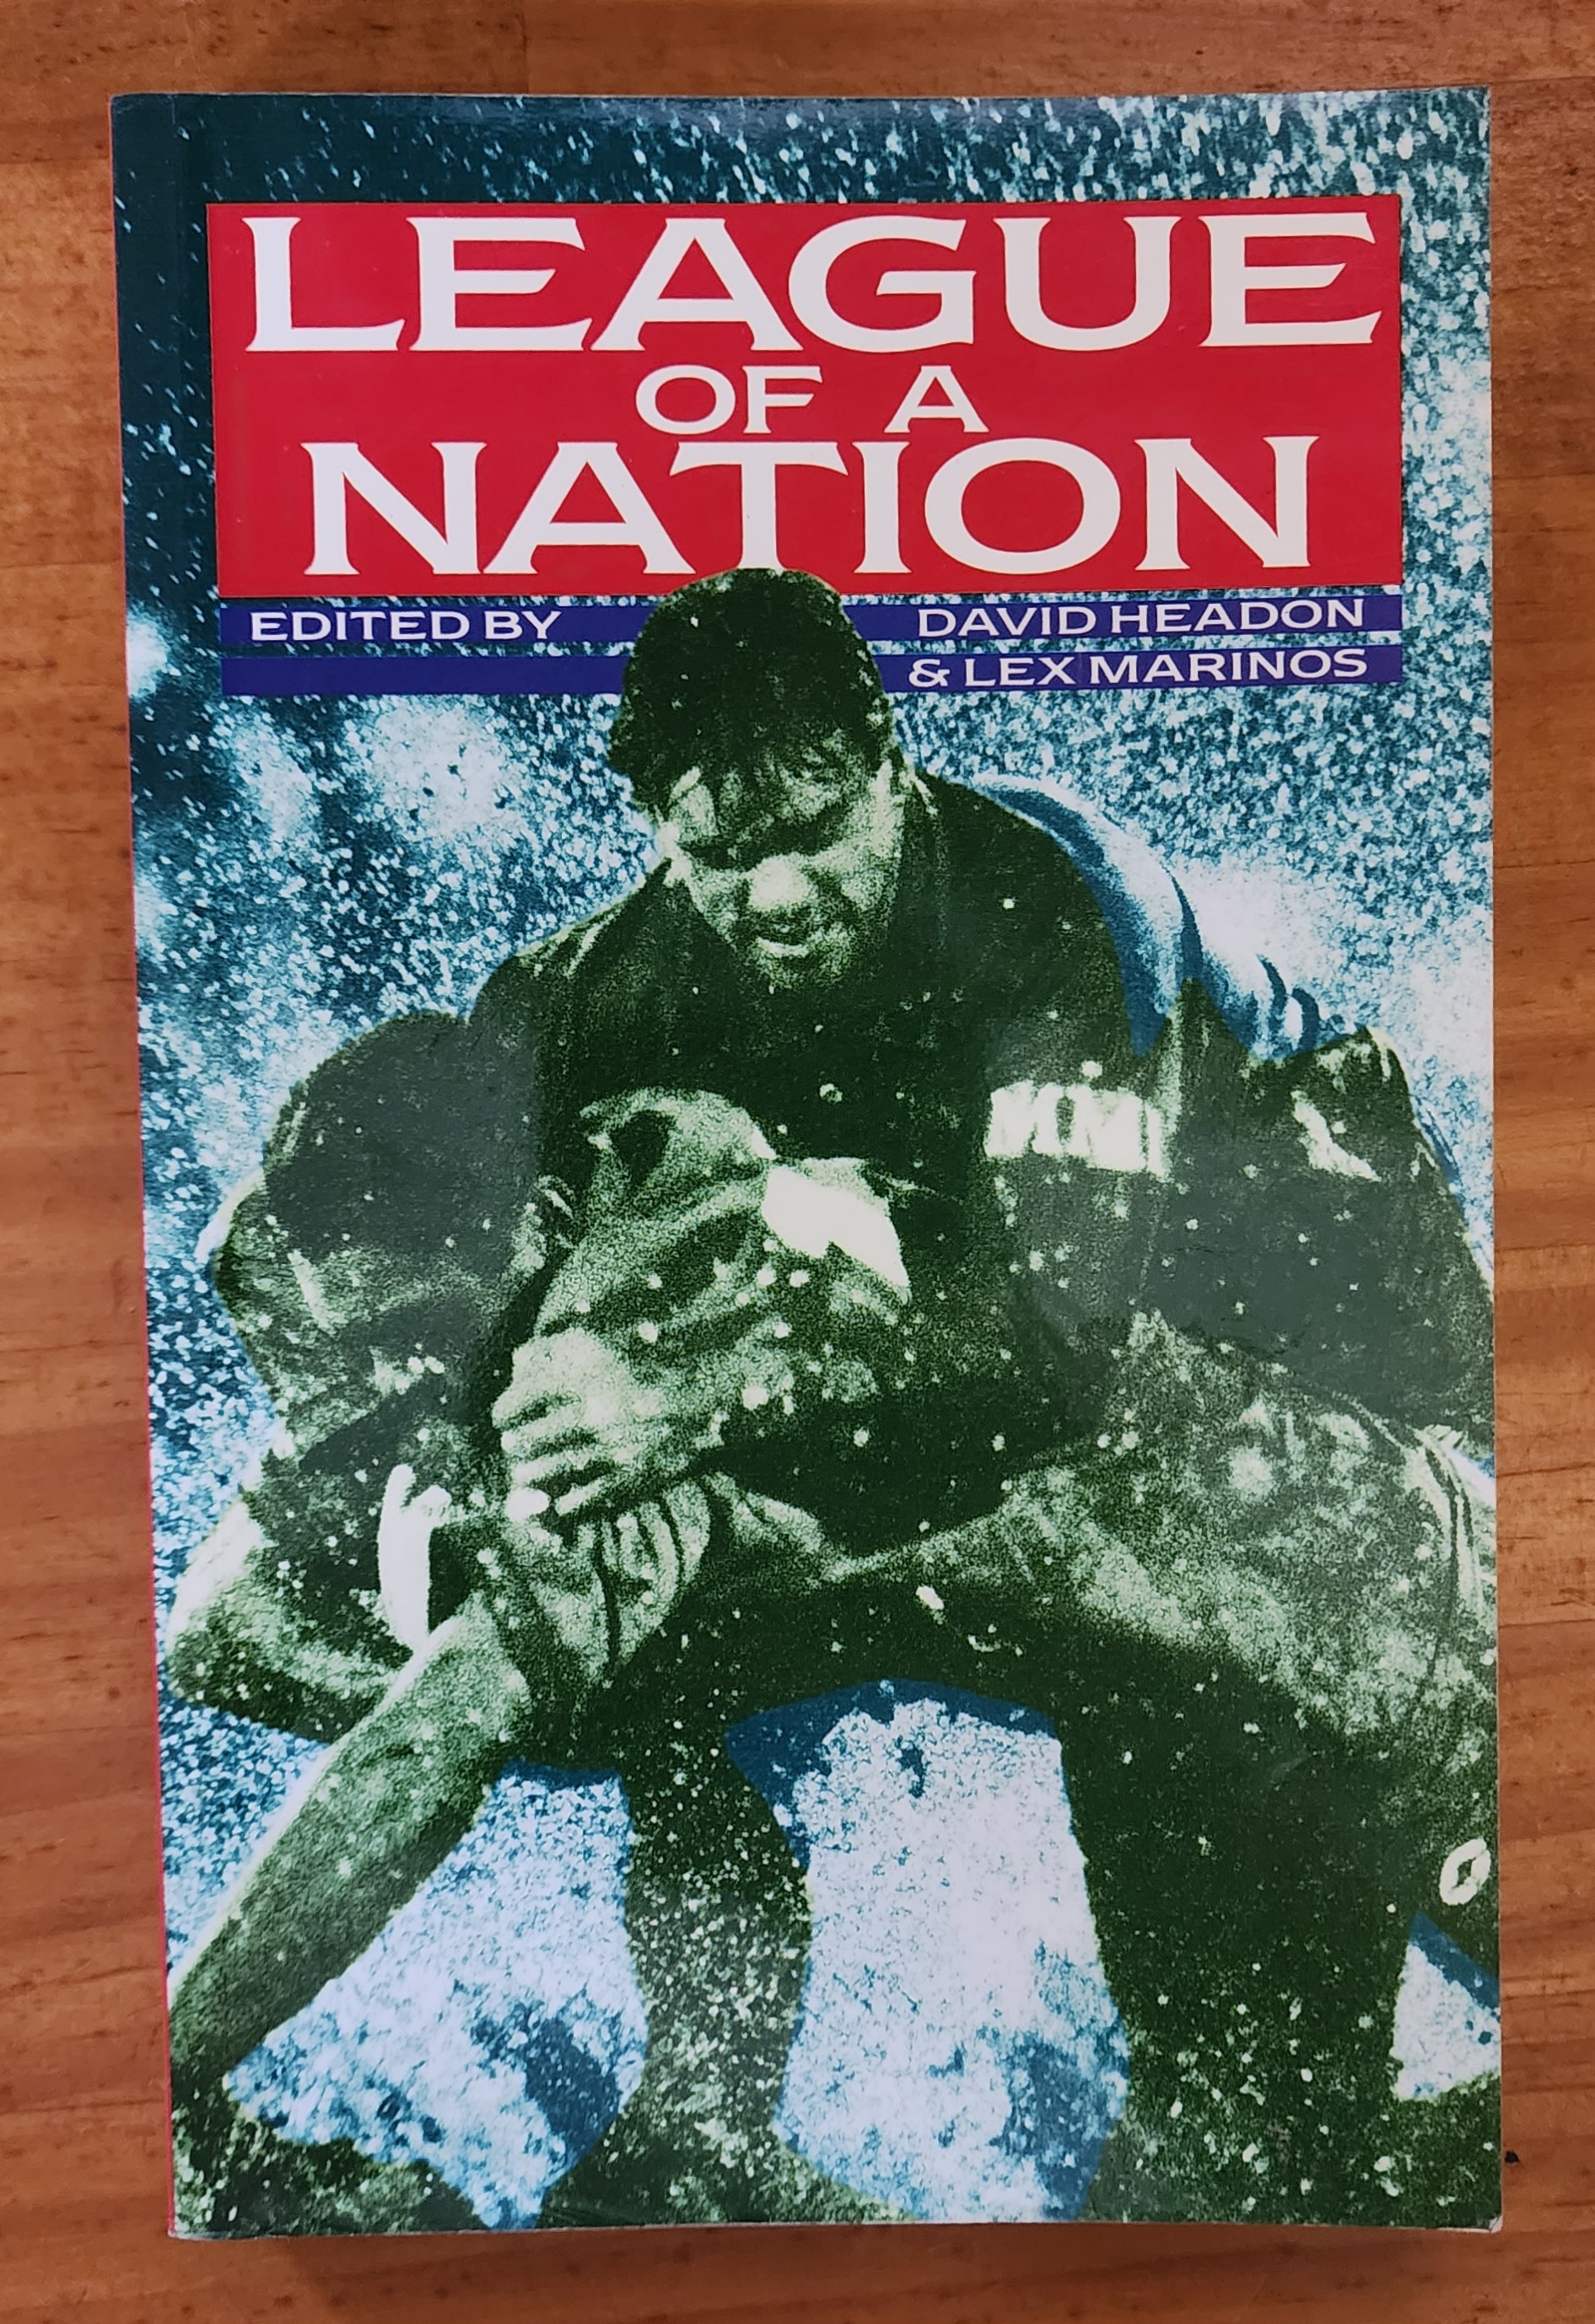 LEAGUE
OF A
NATION
EDITED BY DAVID HEADON
& LEX MARINOS